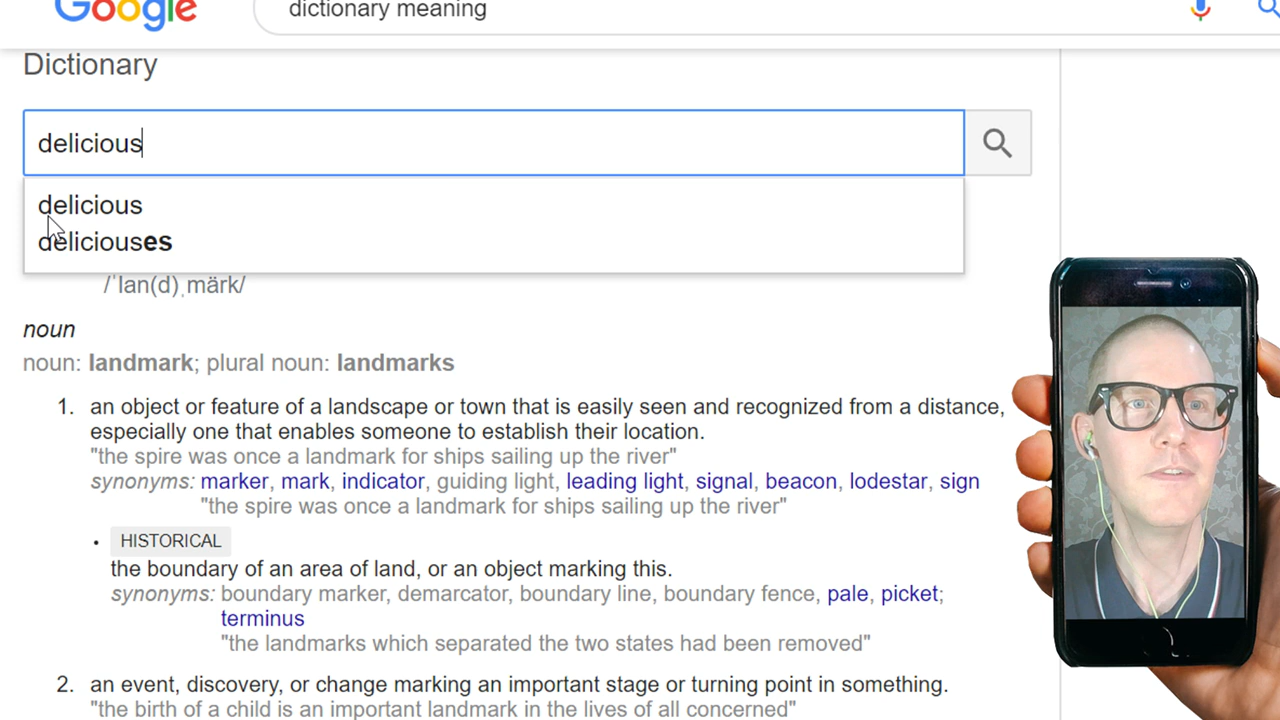 Google
dictionary meaning
Dictionary
delicious
delicious
deliciouses
/ˈlan(d)ˌmärk/
noun
noun: landmark; plural noun: landmarks
1. an object or feature of a landscape or town that is easily seen and recognized from a distance,
especially one that enables someone to establish their location.
"the spire was once a landmark for ships sailing up the river"
synonyms: marker, mark, indicator, guiding light, leading light, signal, beacon, lodestar, sign
"the spire was once a landmark for ships sailing up the river"
• HISTORICAL
the boundary of an area of land, or an object marking this.
synonyms: boundary marker, demarcator, boundary line, boundary fence, pale, picket;
terminus
"the landmarks which separated the two states had been removed"
2. an event, discovery, or change marking an important stage or turning point in something.
"the birth of a child is an important landmark in the lives of all concerned"